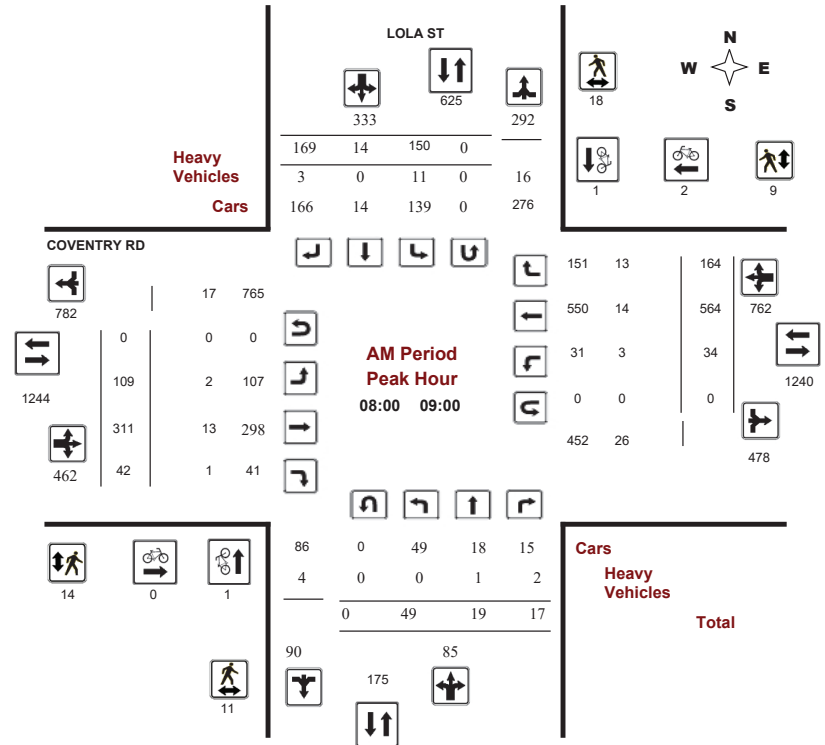 LOLA ST
N
W E
S
625
18
333 292
169 14 150 0
Heavy
Vehicles
3 0 11 0 16
Cars
166 14 139 0 276
1 2 9
COVENTRY RD
782
17 765
0 0 0
1244
109 2 107
311 13 298
462
42 1 41
AM Period
Peak Hour
08:00 09:00
151 13 164
550 14 564 762
31 3 34
1240
0 0 0
452 26
478
86 0 49 18 15
Cars
4 0 0 1 2
Heavy
Vehicles
0 49 19 17
Total
14 0 1
90 85
175
11